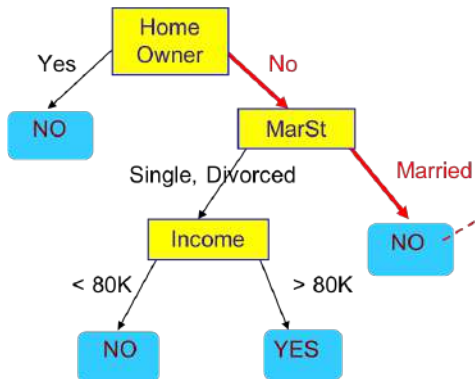 Home
Owner
Yes
No
NO
MarSt
Single, Divorced
Married
Income
NO
< 80K
> 80K
NO
YES